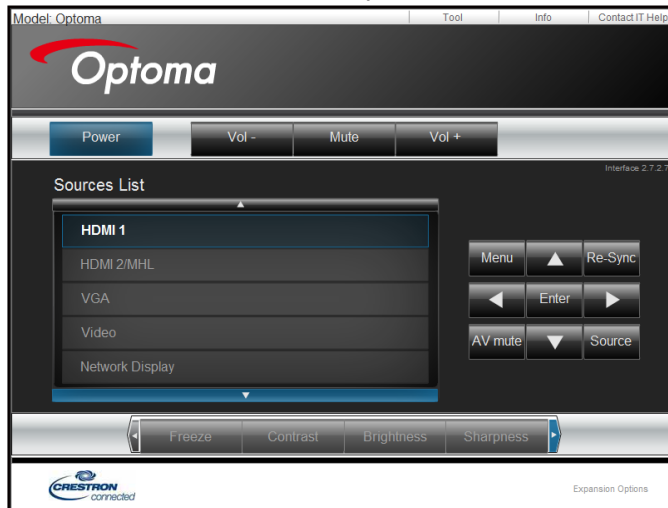 Model: Optoma Tool Info Contact IT Help
Optoma
Power Vol - Mute Vol +
Interface 2.7.2.7
Sources List
HDMI 1
HDMI 2/MHL
VGA
Video
Network Display
Menu Re-Sync
Enter
AV mute Source
Freeze Contrast Brightness Sharpness
CRESTRON
connected
Expansion Options